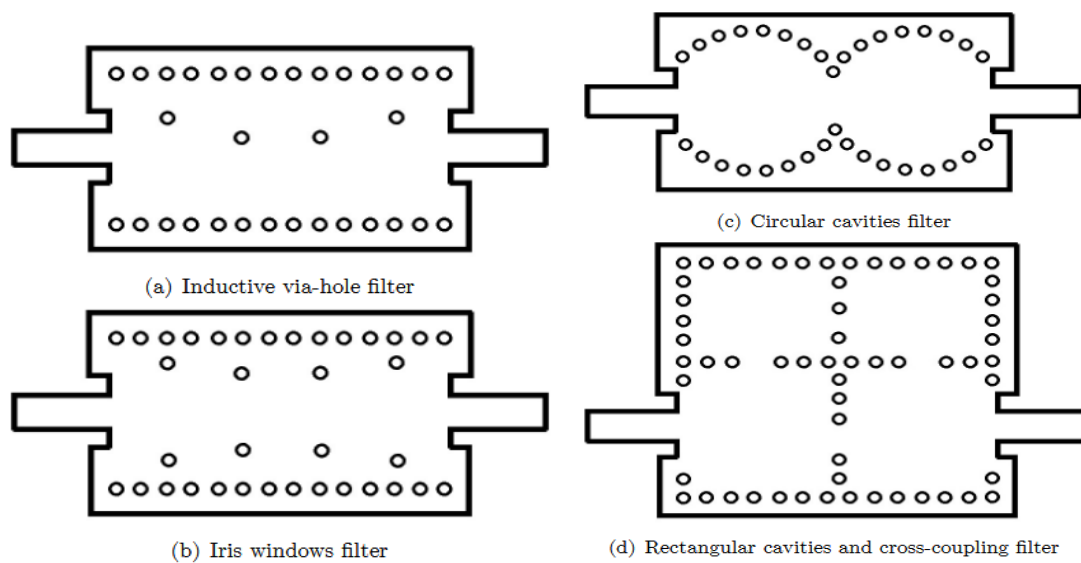 (a) Inductive via-hole filter
(b) Iris windows filter
(c) Circular cavities filter
(d) Rectangular cavities and cross-coupling filter